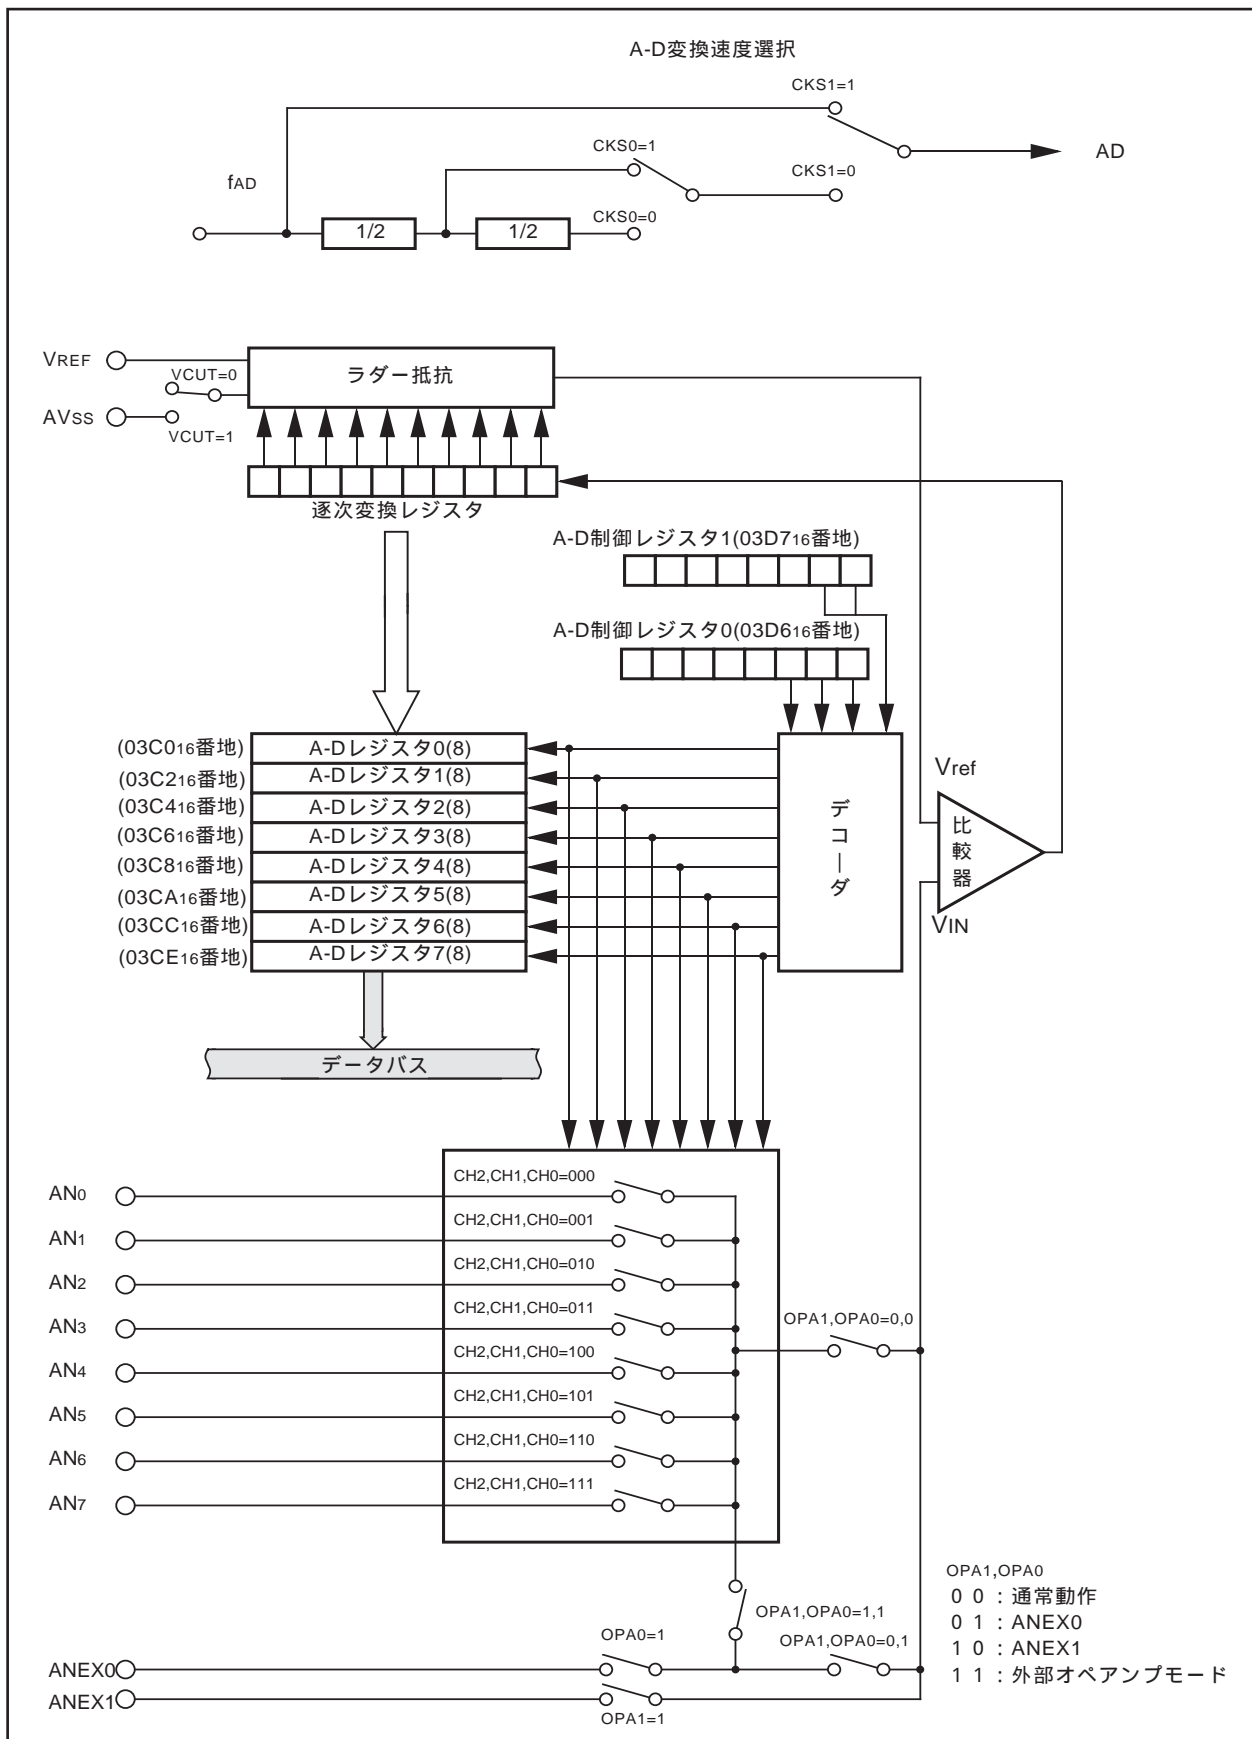 A-D変換速度選択
CKS1=1
CKS0=1
AD
fAD
CKS1=0
CKS0=0
1/2
1/2
VREF
VCUT=0
ラダー抵抗
AVss
VCUT=1
逐次変換レジスタ
A-D制御レジスタ1(03D716番地)
A-D制御レジスタ0(03D616番地)
(03C016番地) A-Dレジスタ0(8)
(03C216番地) A-Dレジスタ1(8)
(03C416番地) A-Dレジスタ2(8)
(03C616番地) A-Dレジスタ3(8)
(03C816番地) A-Dレジスタ4(8)
(03CA16番地) A-Dレジスタ5(8)
(03CC16番地) A-Dレジスタ6(8)
(03CE16番地) A-Dレジスタ7(8)
デコーダ
Vref
比較器
VIN
データバス
AN0 CH2,CH1,CH0=000
AN1 CH2,CH1,CH0=001
AN2 CH2,CH1,CH0=010
AN3 CH2,CH1,CH0=011
OPA1,OPA0=0,0
AN4 CH2,CH1,CH0=100
AN5 CH2,CH1,CH0=101
AN6 CH2,CH1,CH0=110
AN7 CH2,CH1,CH0=111
OPA1,OPA0=1,1
OPA0=1
OPA1,OPA0=0,1
ANEX0
ANEX1
OPA1=1
OPA1,OPA0
0 0 : 通常動作
0 1 : ANEX0
1 0 : ANEX1
1 1 : 外部オペアンプモード